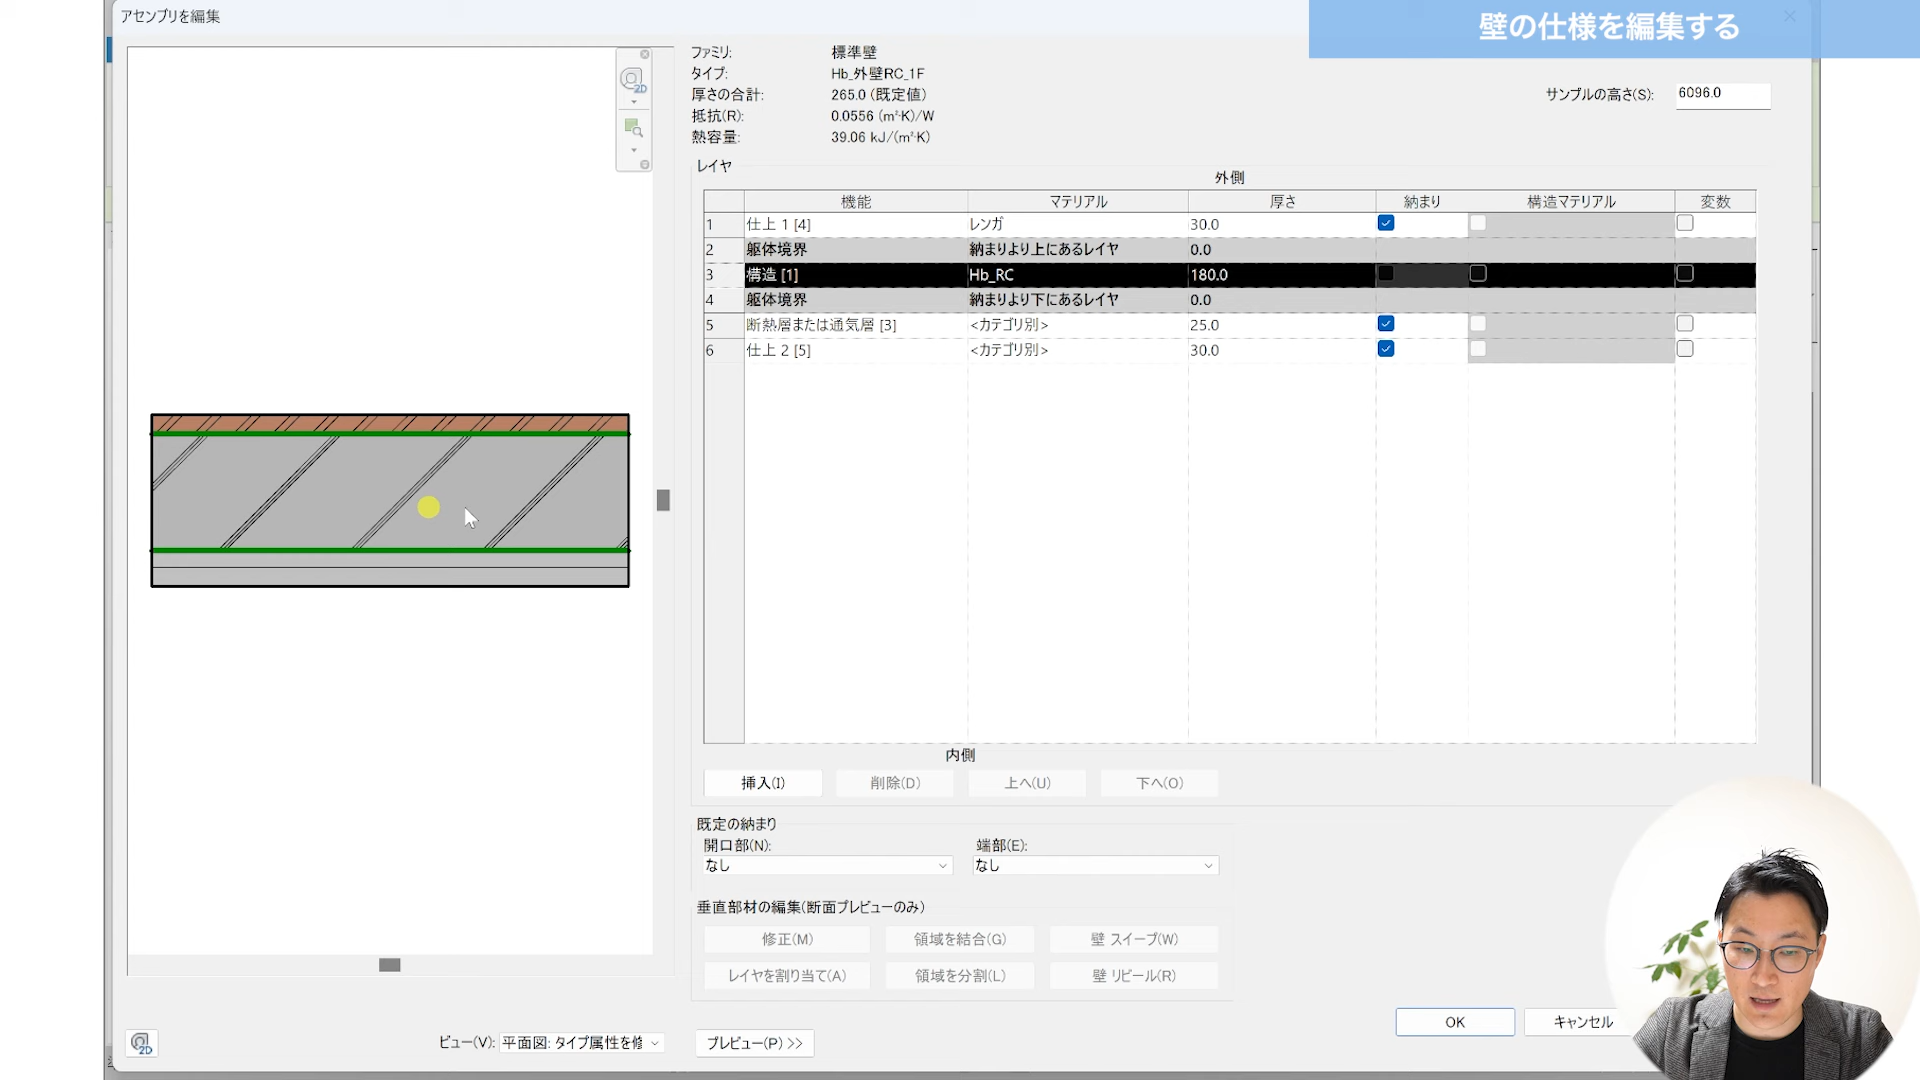 アセンブリを編集
壁の仕様を編集する
2D
ファミリ: 標準壁
タイプ: Hb_外壁RC_1F
厚さの合計: 265.0 (既定値)
サンプルの高さ(S): 6096.0
抵抗(R): 0.0556 (m²·K)/W
熱容量: 39.06 kJ/(m²·K)
レイヤ
外側
機能 マテリアル 厚さ 納まり 構造マテリアル 変数
1 仕上 1 [4] レンガ 30.0
2 躯体境界 納まりより上にあるレイヤ 0.0
3 構造 [1] Hb_RC 180.0
4 躯体境界 納まりより下にあるレイヤ 0.0
5 断熱層または通気層 [3] <カテゴリ別> 25.0
6 仕上 2 [5] <カテゴリ別> 30.0
内側
挿入(I) 削除(D) 上へ(U) 下へ(O)
既定の納まり
開口部(N): 端部(E):
なし なし
垂直部材の編集(断面プレビューのみ)
修正(M) 領域を結合(G) 壁 スイープ(W)
レイヤを割り当て(A) 領域を分割(L) 壁 リビール(R)
OK キャンセル
2D
ビュー(V): 平面図: タイプ属性を修 プレビュー(P) >>